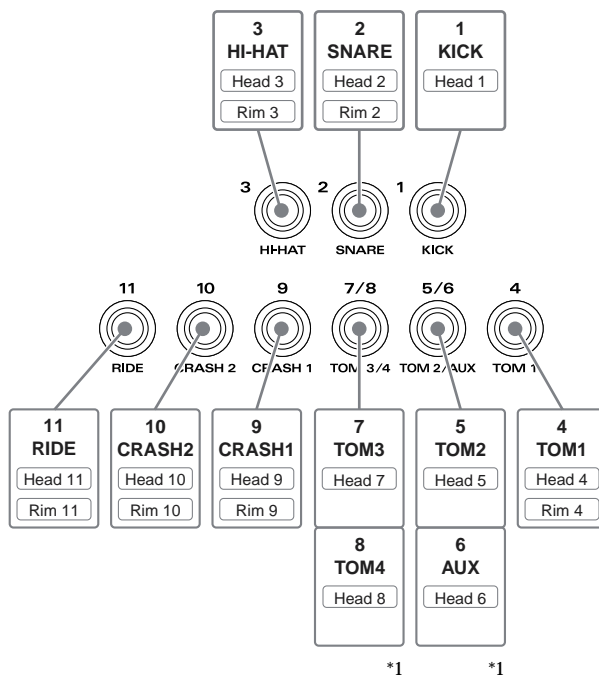 3 2 1
HI-HAT SNARE KICK
Head 3 Head 2 Head 1
Rim 3 Rim 2
3 2 1
HI-HAT SNARE KICK
11 10 9 7/8 5/6 4
RIDE CRASH 2 CRASH 1 TOM 3/4 TOM 2/AUX TOM 1
11 10 9 7 5 4
RIDE CRASH2 CRASH1 TOM3 TOM2 TOM1
Head 11 Head 10 Head 9 Head 7 Head 5 Head 4
Rim 11 Rim 10 Rim 9 Rim 4
8 6
TOM4 AUX
Head 8 Head 6
*1 *1